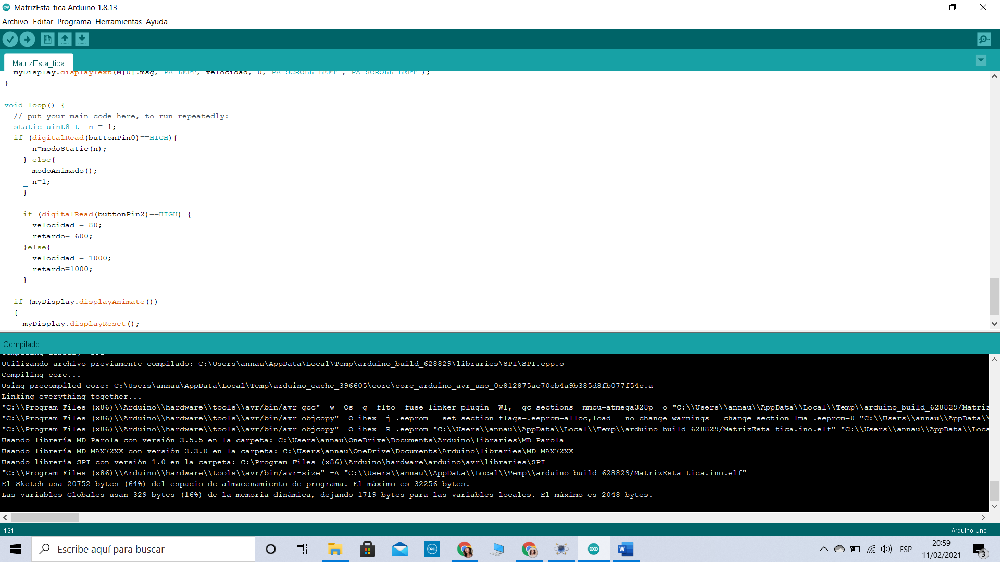 MatrizEsta_tica Arduino 1.8.13
Archivo Editar Programa Herramientas Ayuda
MatrizEsta_tica
myDisplay.displayText(M[0].msg, PA_LEFT, velocidad, 0, PA_SCROLL_LEFT , PA_SCROLL_LEFT );
}
void loop() {
// put your main code here, to run repeatedly:
static uint8_t  n = 1;
if (digitalRead(buttonPin0)==HIGH){
n=modoStatic(n);
} else{
modoAnimado();
n=1;
}
if (digitalRead(buttonPin2)==HIGH) {
velocidad = 80;
retardo= 600;
}else{
velocidad = 1000;
retardo=1000;
}
if (myDisplay.displayAnimate())
{
myDisplay.displayReset();
Compilado
Compiling library "SPI"
Utilizando archivo previamente compilado: C:\Users\annau\AppData\Local\Temp\arduino_build_628829\libraries\SPI\SPI.cpp.o
Compiling core...
Using precompiled core: C:\Users\annau\AppData\Local\Temp\arduino_cache_396605\core\core_arduino_avr_uno_0c812875ac70eb4a9b385d8fb077f54c.a
Linking everything together...
"C:\\Program Files (x86)\\Arduino\\hardware\\tools\\avr/bin/avr-gcc" -w -Os -g -flto -fuse-linker-plugin -Wl,--gc-sections -mmcu=atmega328p -o "C:\\Users\\annau\\AppData\\Local\\Temp\\arduino_build_628829/Matriz
"C:\\Program Files (x86)\\Arduino\\hardware\\tools\\avr/bin/avr-objcopy" -O ihex -j .eeprom --set-section-flags=.eeprom=alloc,load --no-change-warnings --change-section-lma .eeprom=0 "C:\\Users\\annau\\AppData\\
"C:\\Program Files (x86)\\Arduino\\hardware\\tools\\avr/bin/avr-objcopy" -O ihex -R .eeprom "C:\\Users\\annau\\AppData\\Local\\Temp\\arduino_build_628829/MatrizEsta_tica.ino.elf" "C:\\Users\\annau\\AppData\\Loca
Usando librería MD_Parola con versión 3.5.5 en la carpeta: C:\Users\annau\OneDrive\Documents\Arduino\libraries\MD_Parola
Usando librería MD_MAX72XX con versión 3.3.0 en la carpeta: C:\Users\annau\OneDrive\Documents\Arduino\libraries\MD_MAX72XX
Usando librería SPI con versión 1.0 en la carpeta: C:\Program Files (x86)\Arduino\hardware\arduino\avr\libraries\SPI
"C:\\Program Files (x86)\\Arduino\\hardware\\tools\\avr/bin/avr-size" -A "C:\\Users\\annau\\AppData\\Local\\Temp\\arduino_build_628829/MatrizEsta_tica.ino.elf"
El Sketch usa 20752 bytes (64%) del espacio de almacenamiento de programa. El máximo es 32256 bytes.
Las variables Globales usan 329 bytes (16%) de la memoria dinámica, dejando 1719 bytes para las variables locales. El máximo es 2048 bytes.
131
Arduino Uno
Escribe aquí para buscar
DELL
W
ESP
20:59
11/02/2021
3